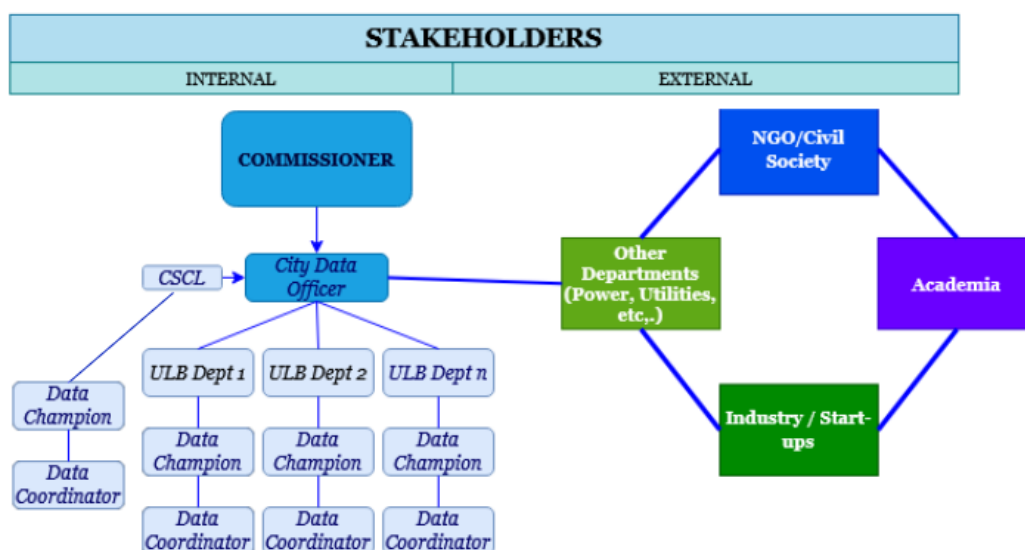 STAKEHOLDERS
INTERNAL
EXTERNAL
COMMISSIONER
CSCL
City Data
Officer
ULB Dept 1
ULB Dept 2
ULB Dept n
Data
Champion
Data
Coordinator
Data
Champion
Data
Coordinator
Data
Champion
Data
Coordinator
Data
Champion
Data
Coordinator
NGO/Civil
Society
Other
Departments
(Power, Utilities,
etc,.)
Academia
Industry / Start-
ups